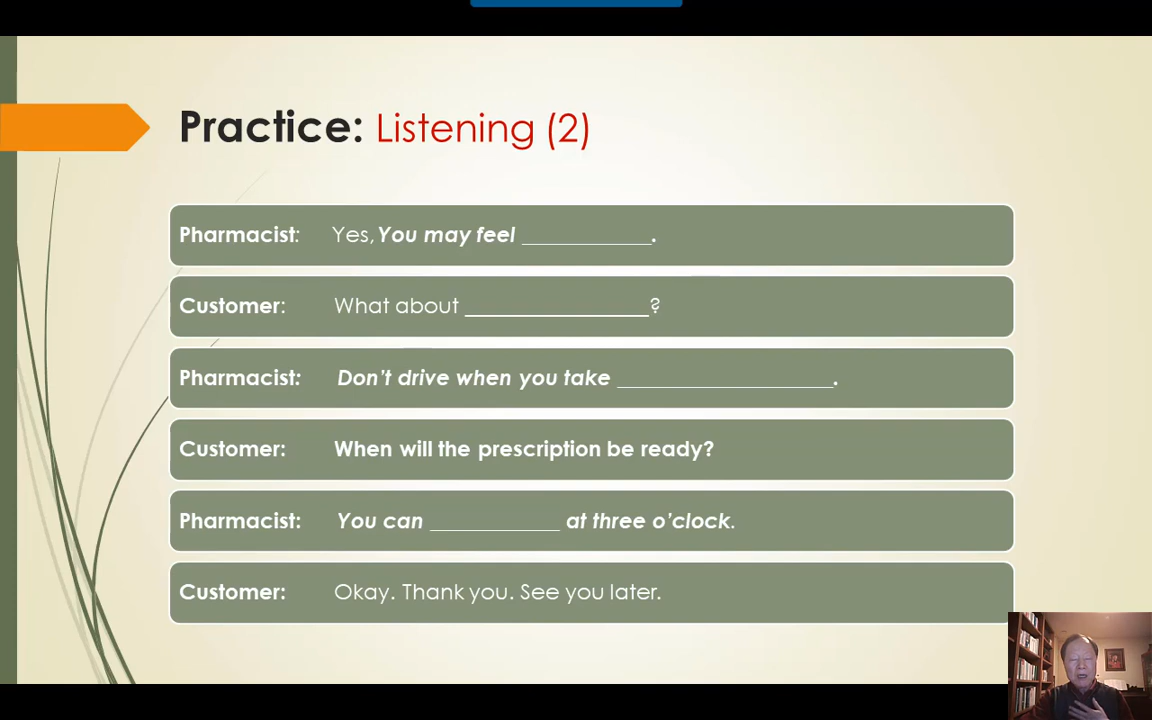 Practice: Listening (2)
Pharmacist: Yes, You may feel ___________.
Customer: What about ________________?
Pharmacist: Don't drive when you take __________________.
Customer: When will the prescription be ready?
Pharmacist: You can ___________ at three o'clock.
Customer: Okay. Thank you. See you later.